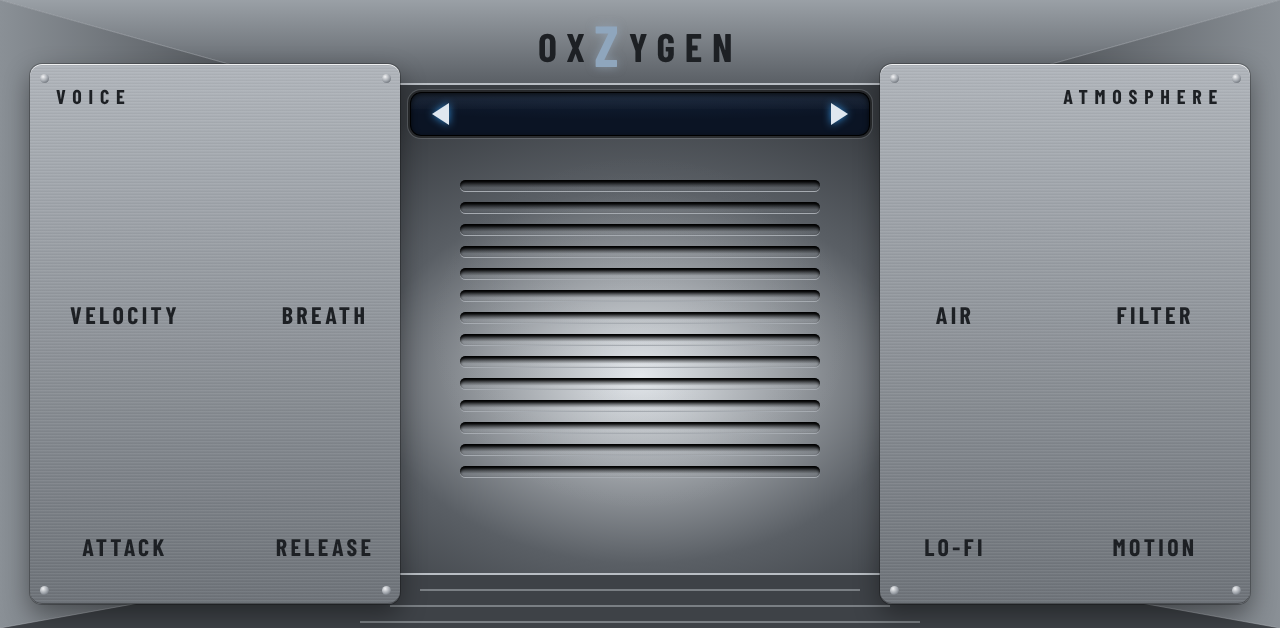 OXZYGEN
VOICE
ATMOSPHERE
VELOCITY BREATH
AIR FILTER
ATTACK RELEASE
LO-FI MOTION